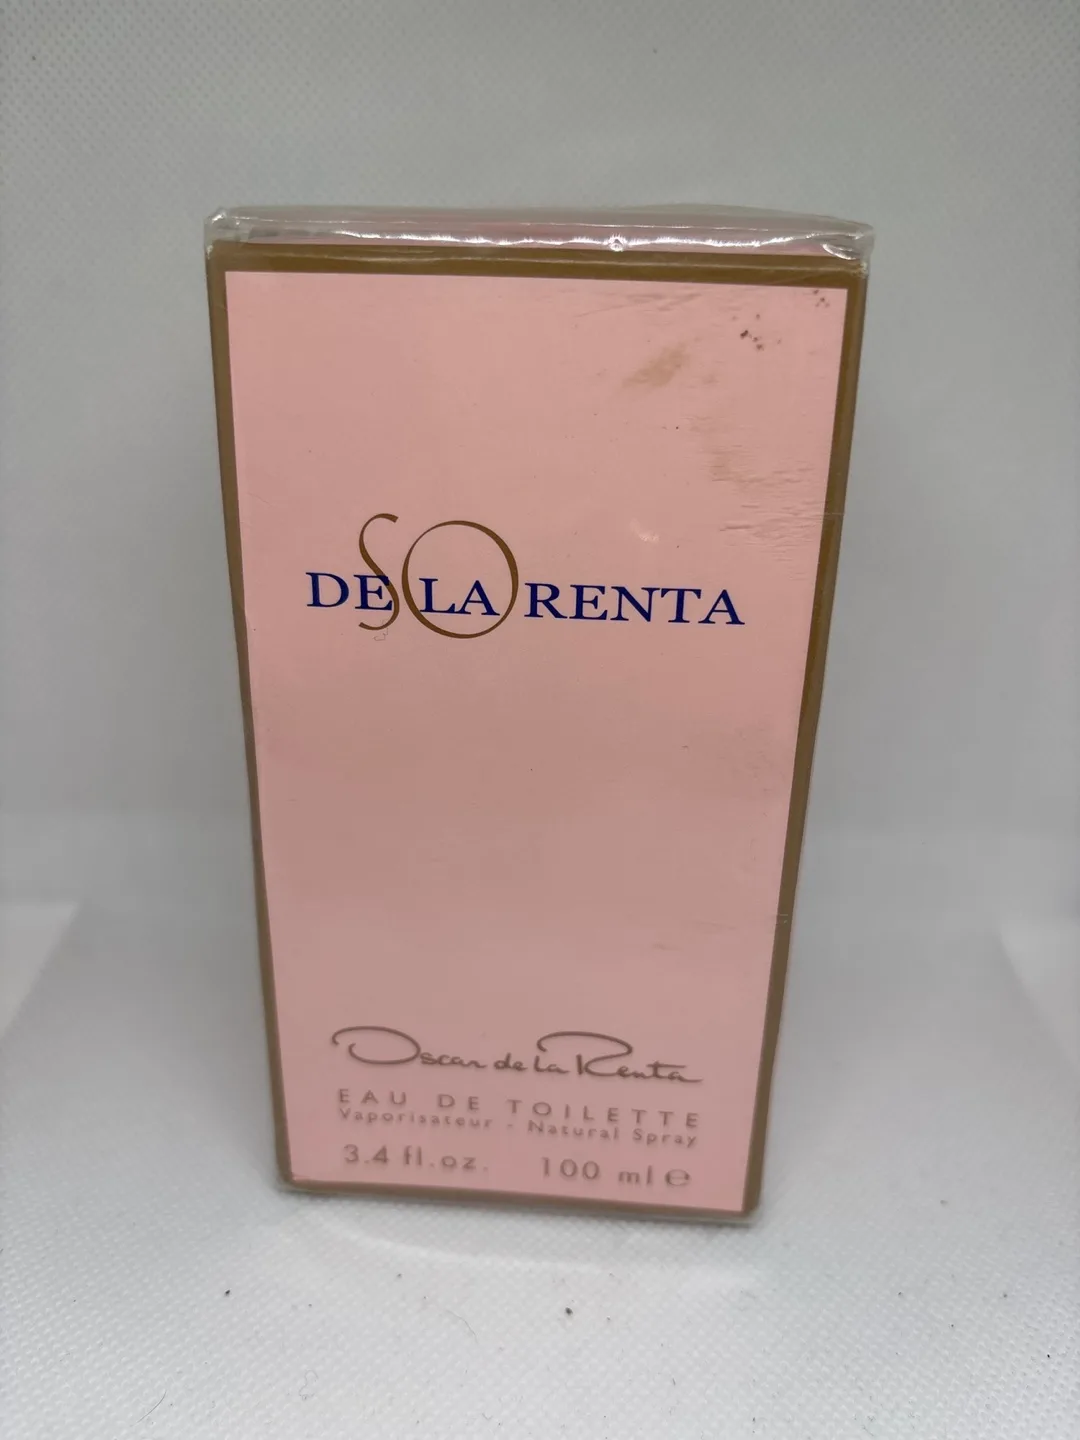 SO
DE LA RENTA
Oscar de la Renta
EAU DE TOILETTE
Vaporisateur - Natural Spray
3.4 fl.oz. 100 ml ℮